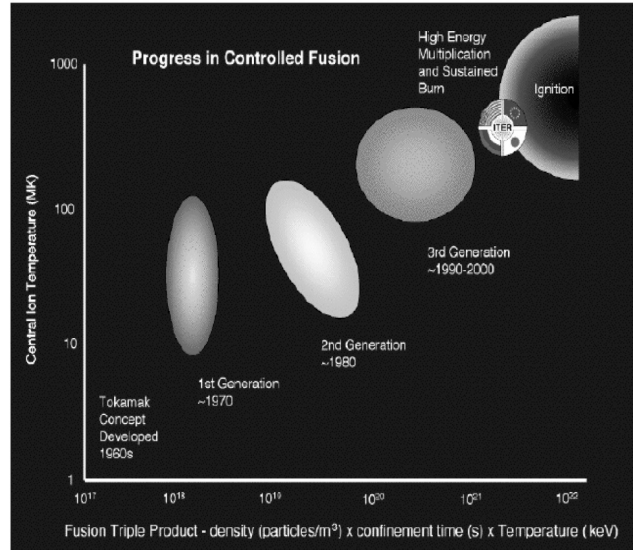 Progress in Controlled Fusion
High Energy
Multiplication
and Sustained
Burn
Ignition
ITER
3rd Generation
~1990-2000
2nd Generation
~1980
1st Generation
~1970
Tokamak
Concept
Developed
1960s
Central Ion Temperature (MK)
1000
100
10
1
10¹⁷
10¹⁸
10¹⁹
10²⁰
10²¹
10²²
Fusion Triple Product - density (particles/m³) x confinement time (s) x Temperature (keV)